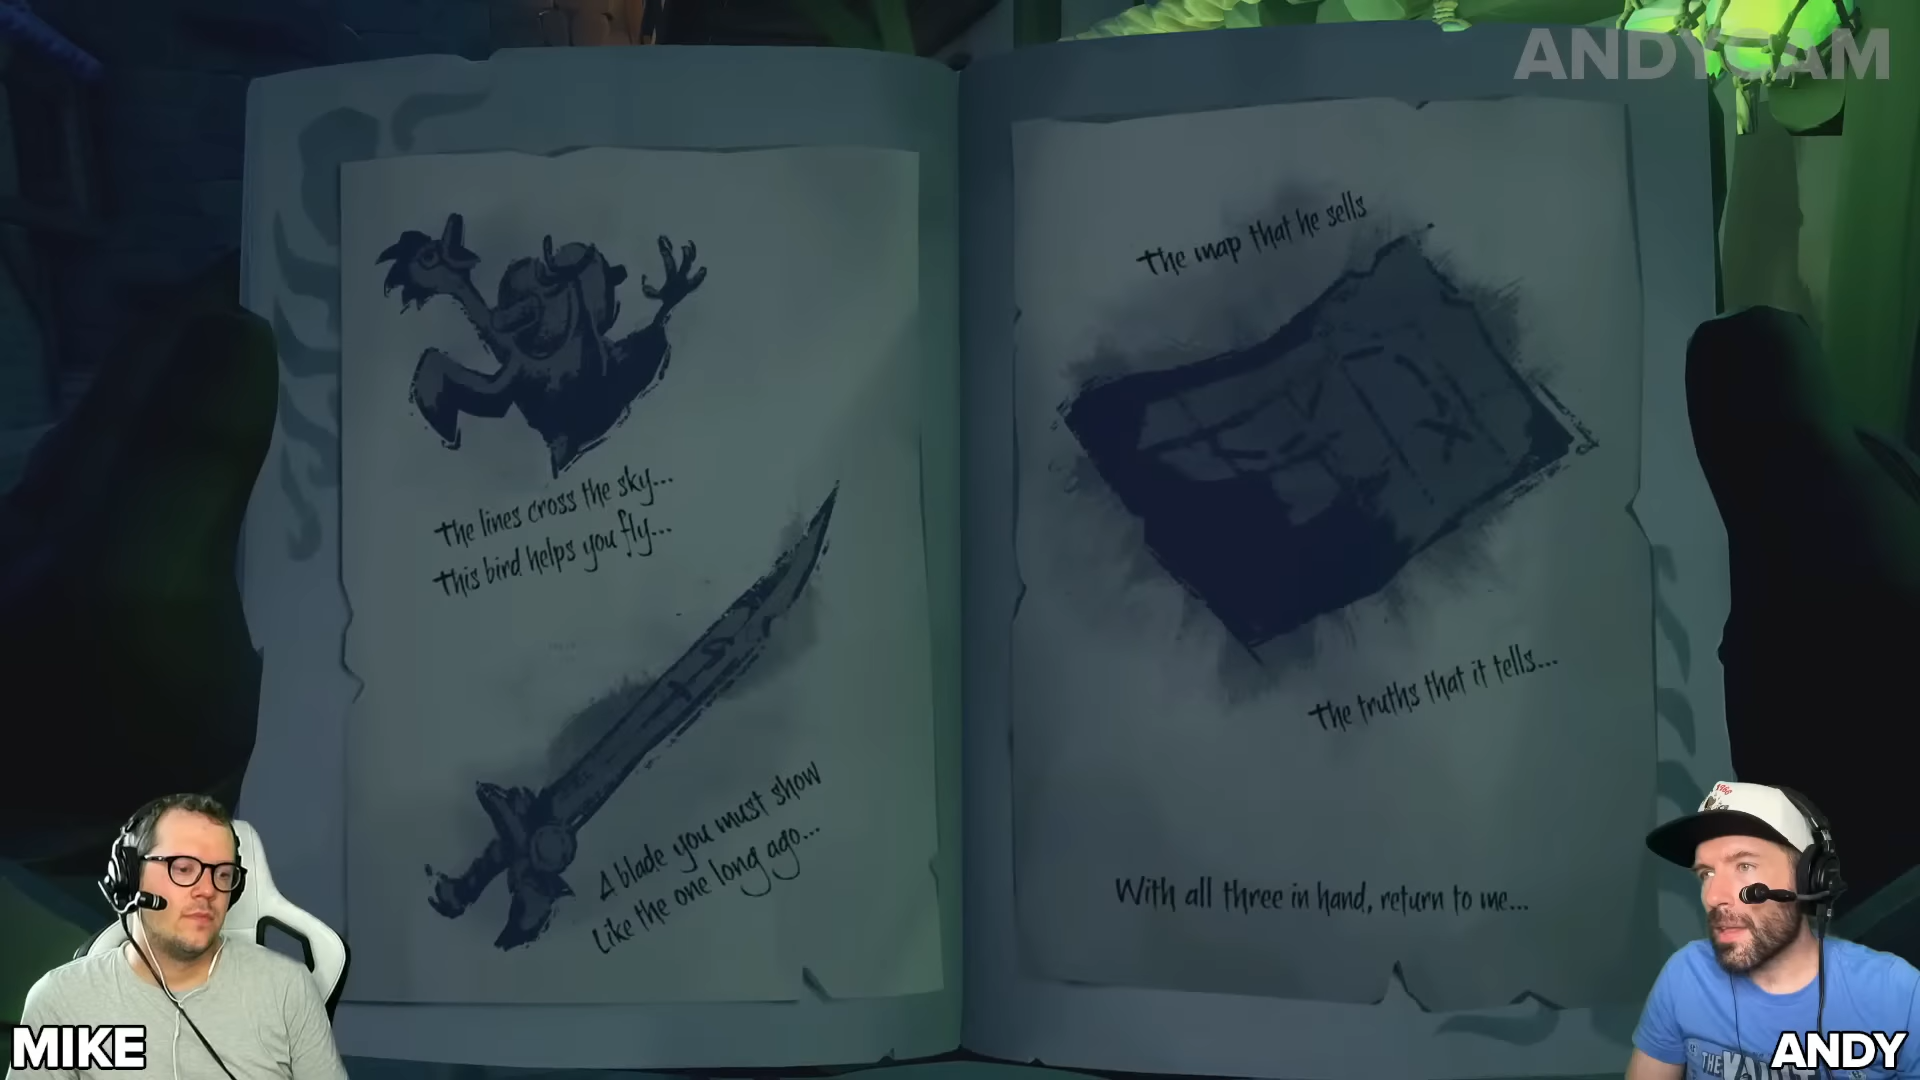 ANDYCAM
The lines cross the sky...
This bird helps you fly...
A blade you must show
Like the one long ago...
The map that he sells
The truths that it tells...
With all three in hand, return to me...
MIKE
ANDY
THE